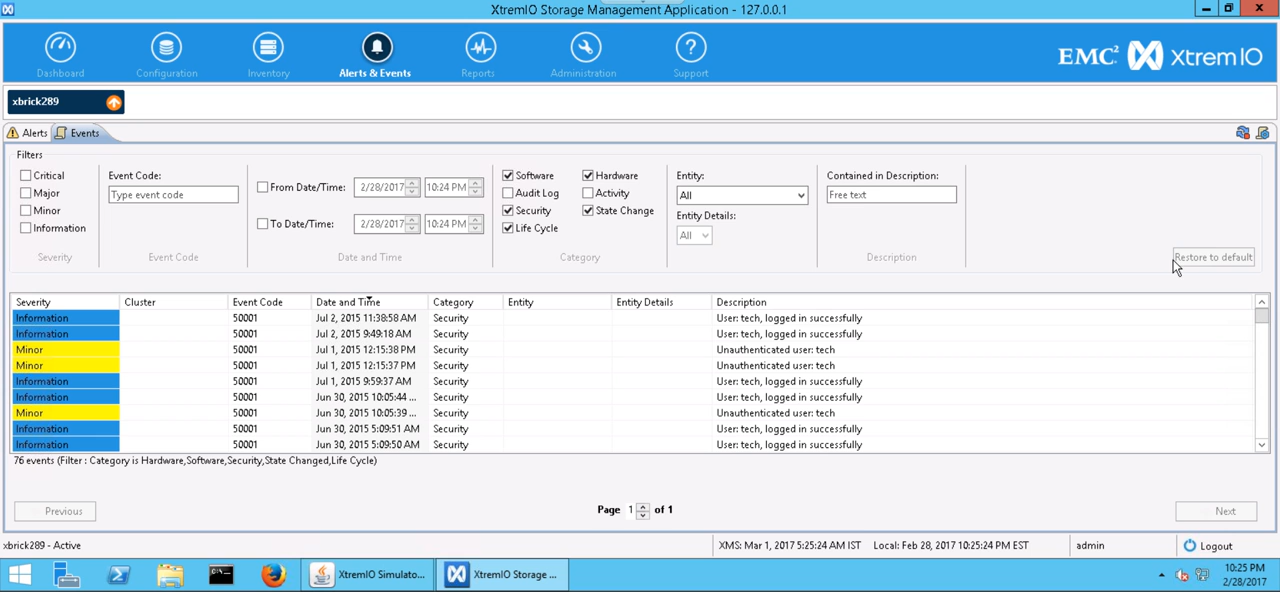 XtremIO Storage Management Application - 127.0.0.1
Dashboard Configuration Inventory Alerts & Events Reports Administration Support
EMC² XtremIO
xbrick289
Alerts Events
Filters
Critical
Major
Minor
Information
Severity
Event Code:
Type event code
Event Code
From Date/Time: 2/28/2017 10:24 PM
To Date/Time: 2/28/2017 10:24 PM
Date and Time
Software Hardware
Audit Log Activity
Security State Change
Life Cycle
Category
Entity:
All
Entity Details:
All
Contained in Description:
Free text
Description
Restore to default
Severity Cluster Event Code Date and Time Category Entity Entity Details Description
Information 50001 Jul 2, 2015 11:38:58 AM Security User: tech, logged in successfully
Information 50001 Jul 2, 2015 9:49:18 AM Security User: tech, logged in successfully
Minor 50001 Jul 1, 2015 12:15:38 PM Security Unauthenticated user: tech
Minor 50001 Jul 1, 2015 12:15:37 PM Security Unauthenticated user: tech
Information 50001 Jul 1, 2015 9:59:37 AM Security User: tech, logged in successfully
Information 50001 Jun 30, 2015 10:05:44 ... Security User: tech, logged in successfully
Minor 50001 Jun 30, 2015 10:05:39 ... Security Unauthenticated user: tech
Information 50001 Jun 30, 2015 5:09:51 AM Security User: tech, logged in successfully
Information 50001 Jun 30, 2015 5:09:50 AM Security User: tech, logged in successfully
76 events (Filter : Category is Hardware,Software,Security,State Changed,Life Cycle)
Previous Page 1 of 1 Next
xbrick289 - Active XMS: Mar 1, 2017 5:25:24 AM IST Local: Feb 28, 2017 10:25:24 PM EST admin Logout
XtremIO Simulato... XtremIO Storage ... 10:25 PM
2/28/2017